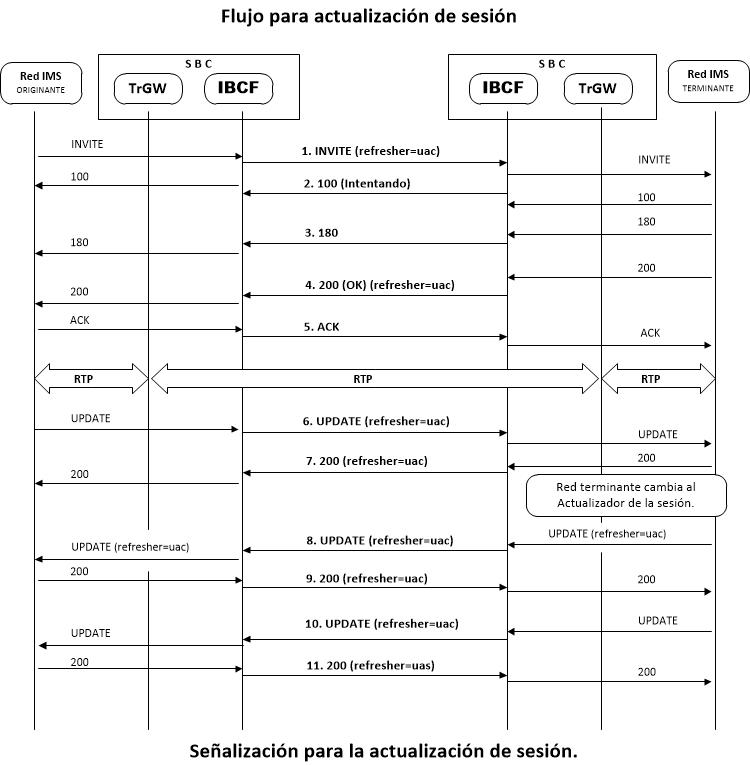 Flujo para actualización de sesión
S B C
S B C
Red IMS
ORIGINANTE
TrGW
IBCF
IBCF
TrGW
Red IMS
TERMINANTE
INVITE
1. INVITE (refresher=uac)
INVITE
100
2. 100 (Intentando)
100
180
3. 180
180
200
4. 200 (OK) (refresher=uac)
200
ACK
5. ACK
ACK
RTP
RTP
RTP
UPDATE
6. UPDATE (refresher=uac)
UPDATE
200
7. 200 (refresher=uac)
200
Red terminante cambia al
Actualizador de la sesión.
UPDATE (refresher=uac)
8. UPDATE (refresher=uac)
UPDATE (refresher=uac)
200
9. 200 (refresher=uac)
200
10. UPDATE (refresher=uac)
UPDATE
UPDATE
200
11. 200 (refresher=uas)
200
Señalización para la actualización de sesión.